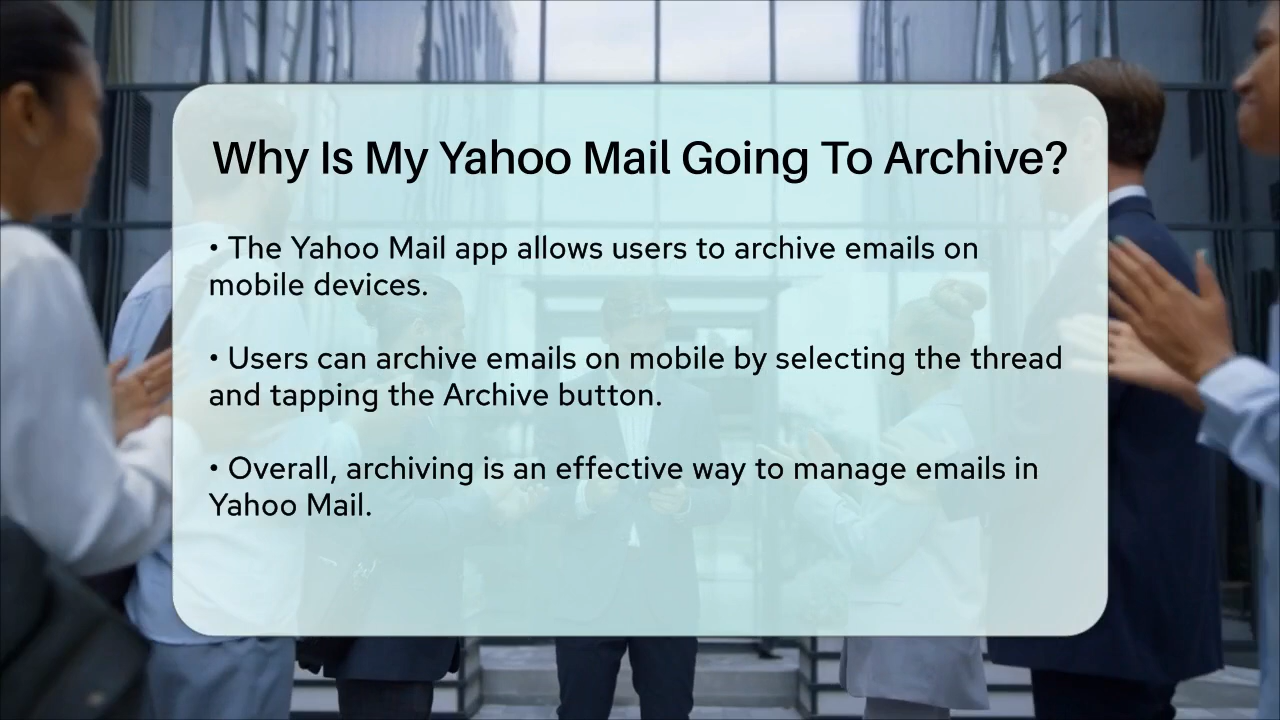 Why Is My Yahoo Mail Going To Archive?
• The Yahoo Mail app allows users to archive emails on
mobile devices.
• Users can archive emails on mobile by selecting the thread
and tapping the Archive button.
• Overall, archiving is an effective way to manage emails in
Yahoo Mail.